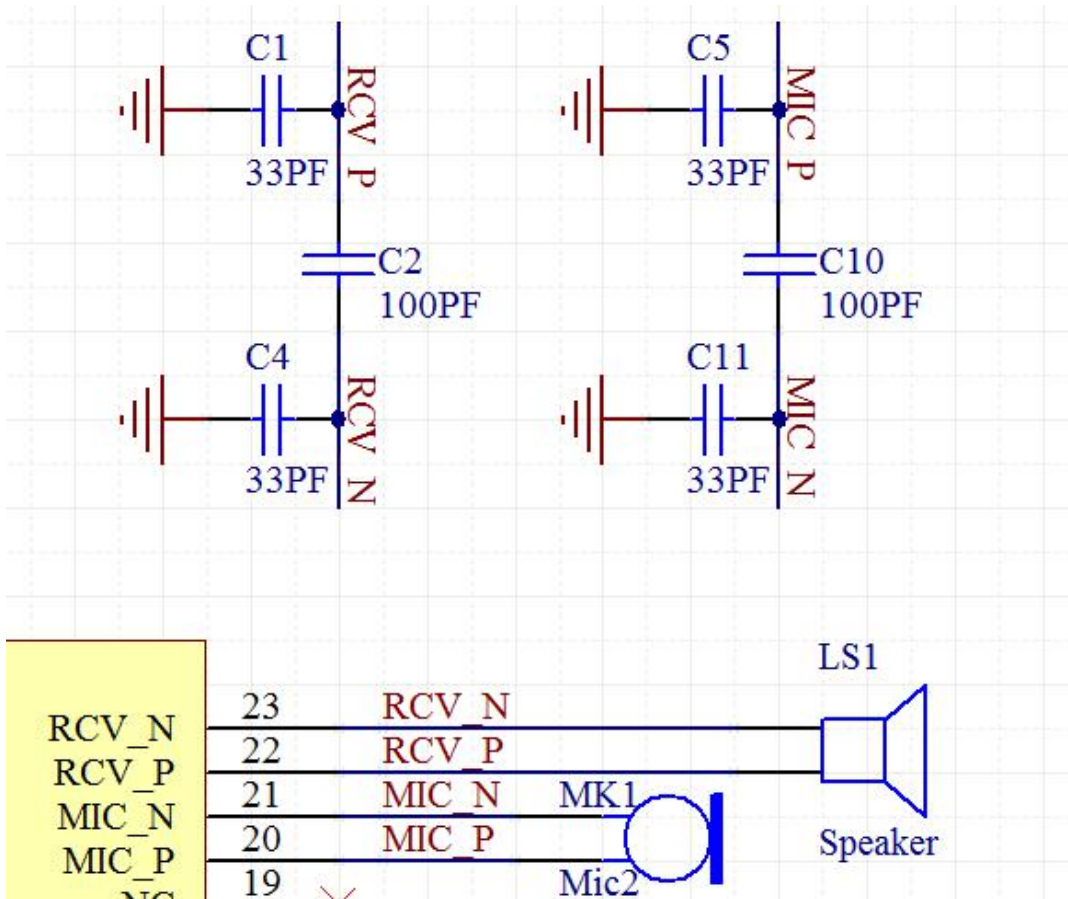 C1
RCV_P
33PF
C2
100PF
C4
RCV_N
33PF
C5
MIC_P
33PF
C10
100PF
C11
MIC_N
33PF
LS1
Speaker
RCV_N 23 RCV_N
RCV_P 22 RCV_P
MIC_N 21 MIC_N MK1
MIC_P 20 MIC_P
19 Mic2